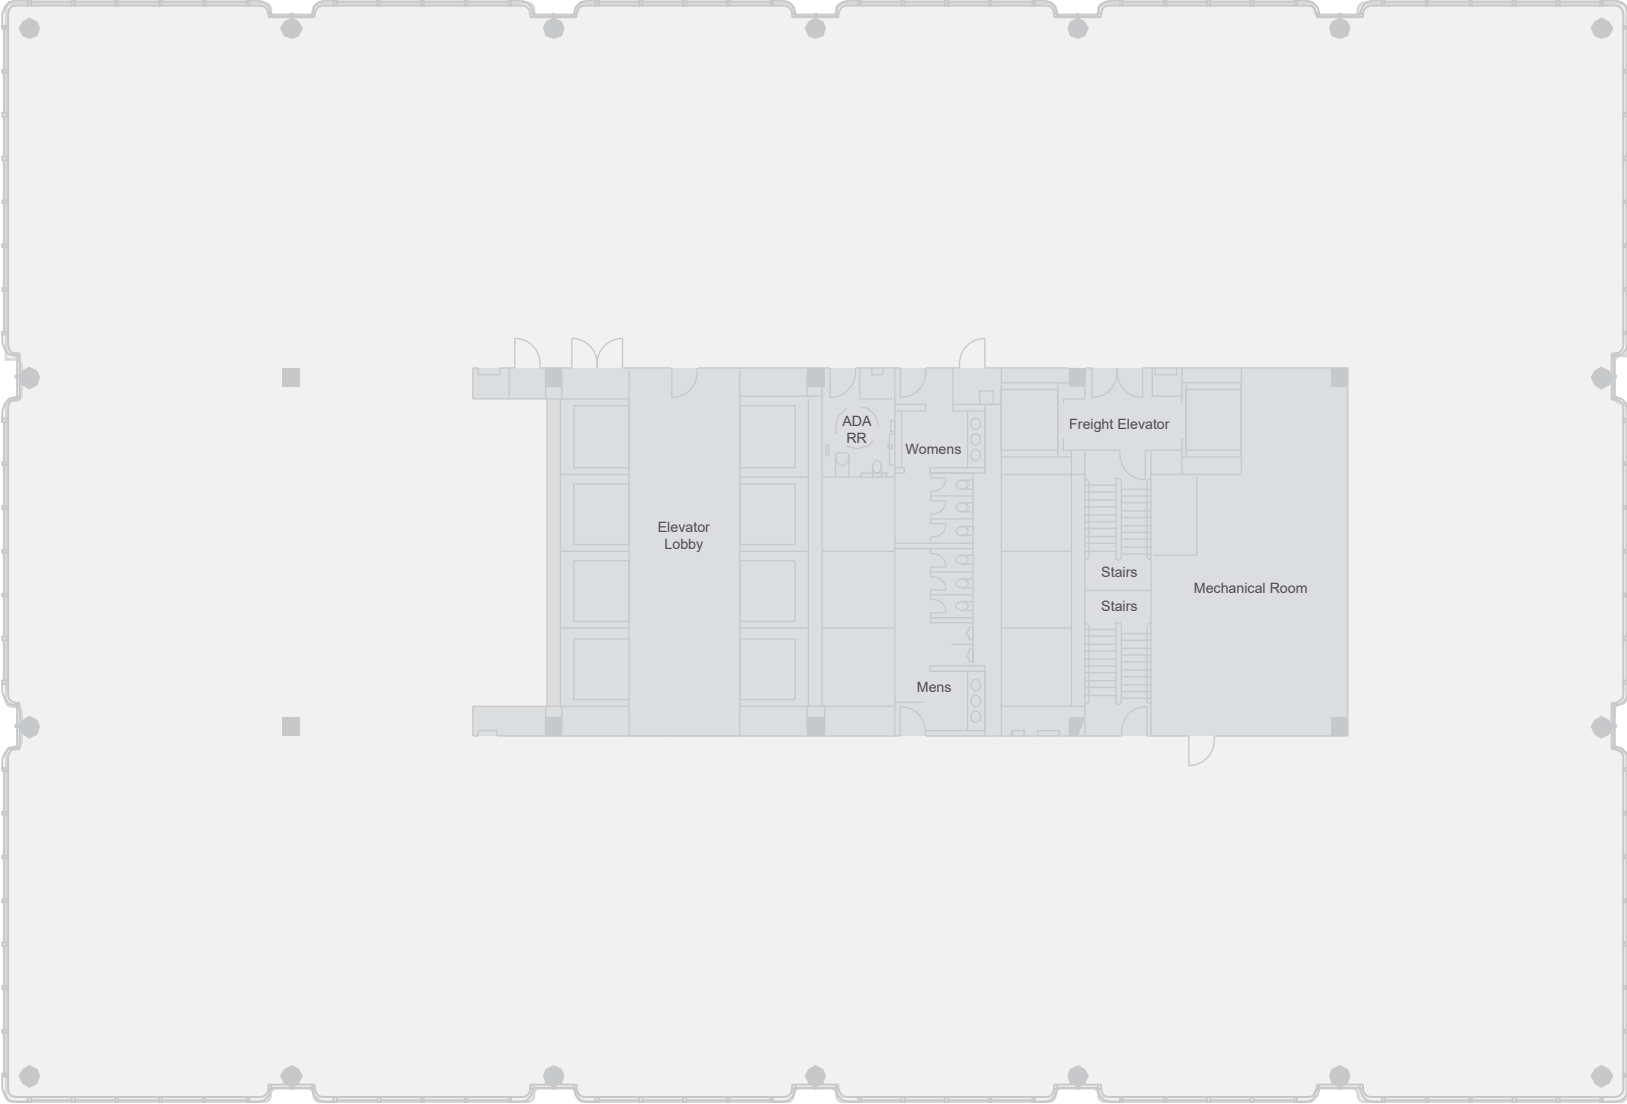 ADA
RR
Freight Elevator
Womens
Elevator
Lobby
Stairs
Mechanical Room
Stairs
Mens